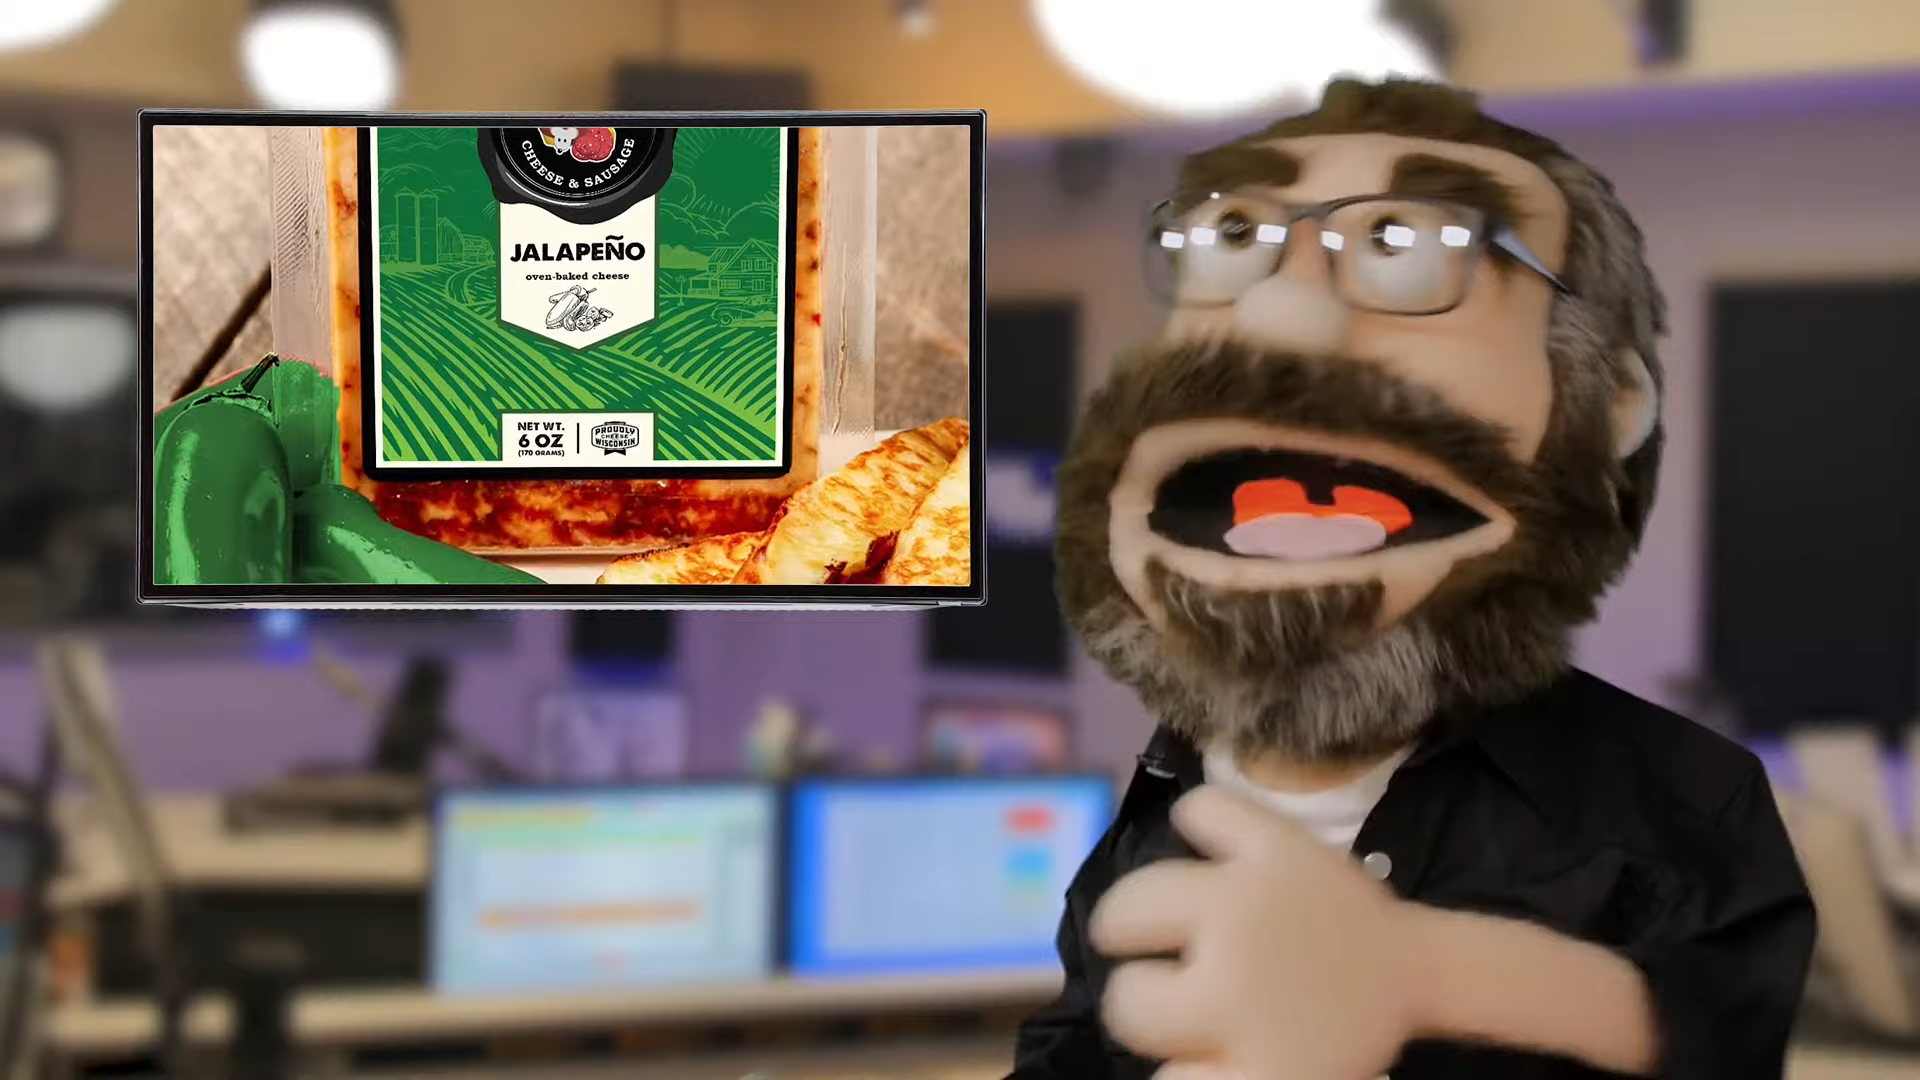 CHEESE & SAUSAGE
JALAPEÑO
oven-baked cheese
NET WT.
6 OZ
(170 GRAMS)
PROUDLY
CHEESE
WISCONSIN